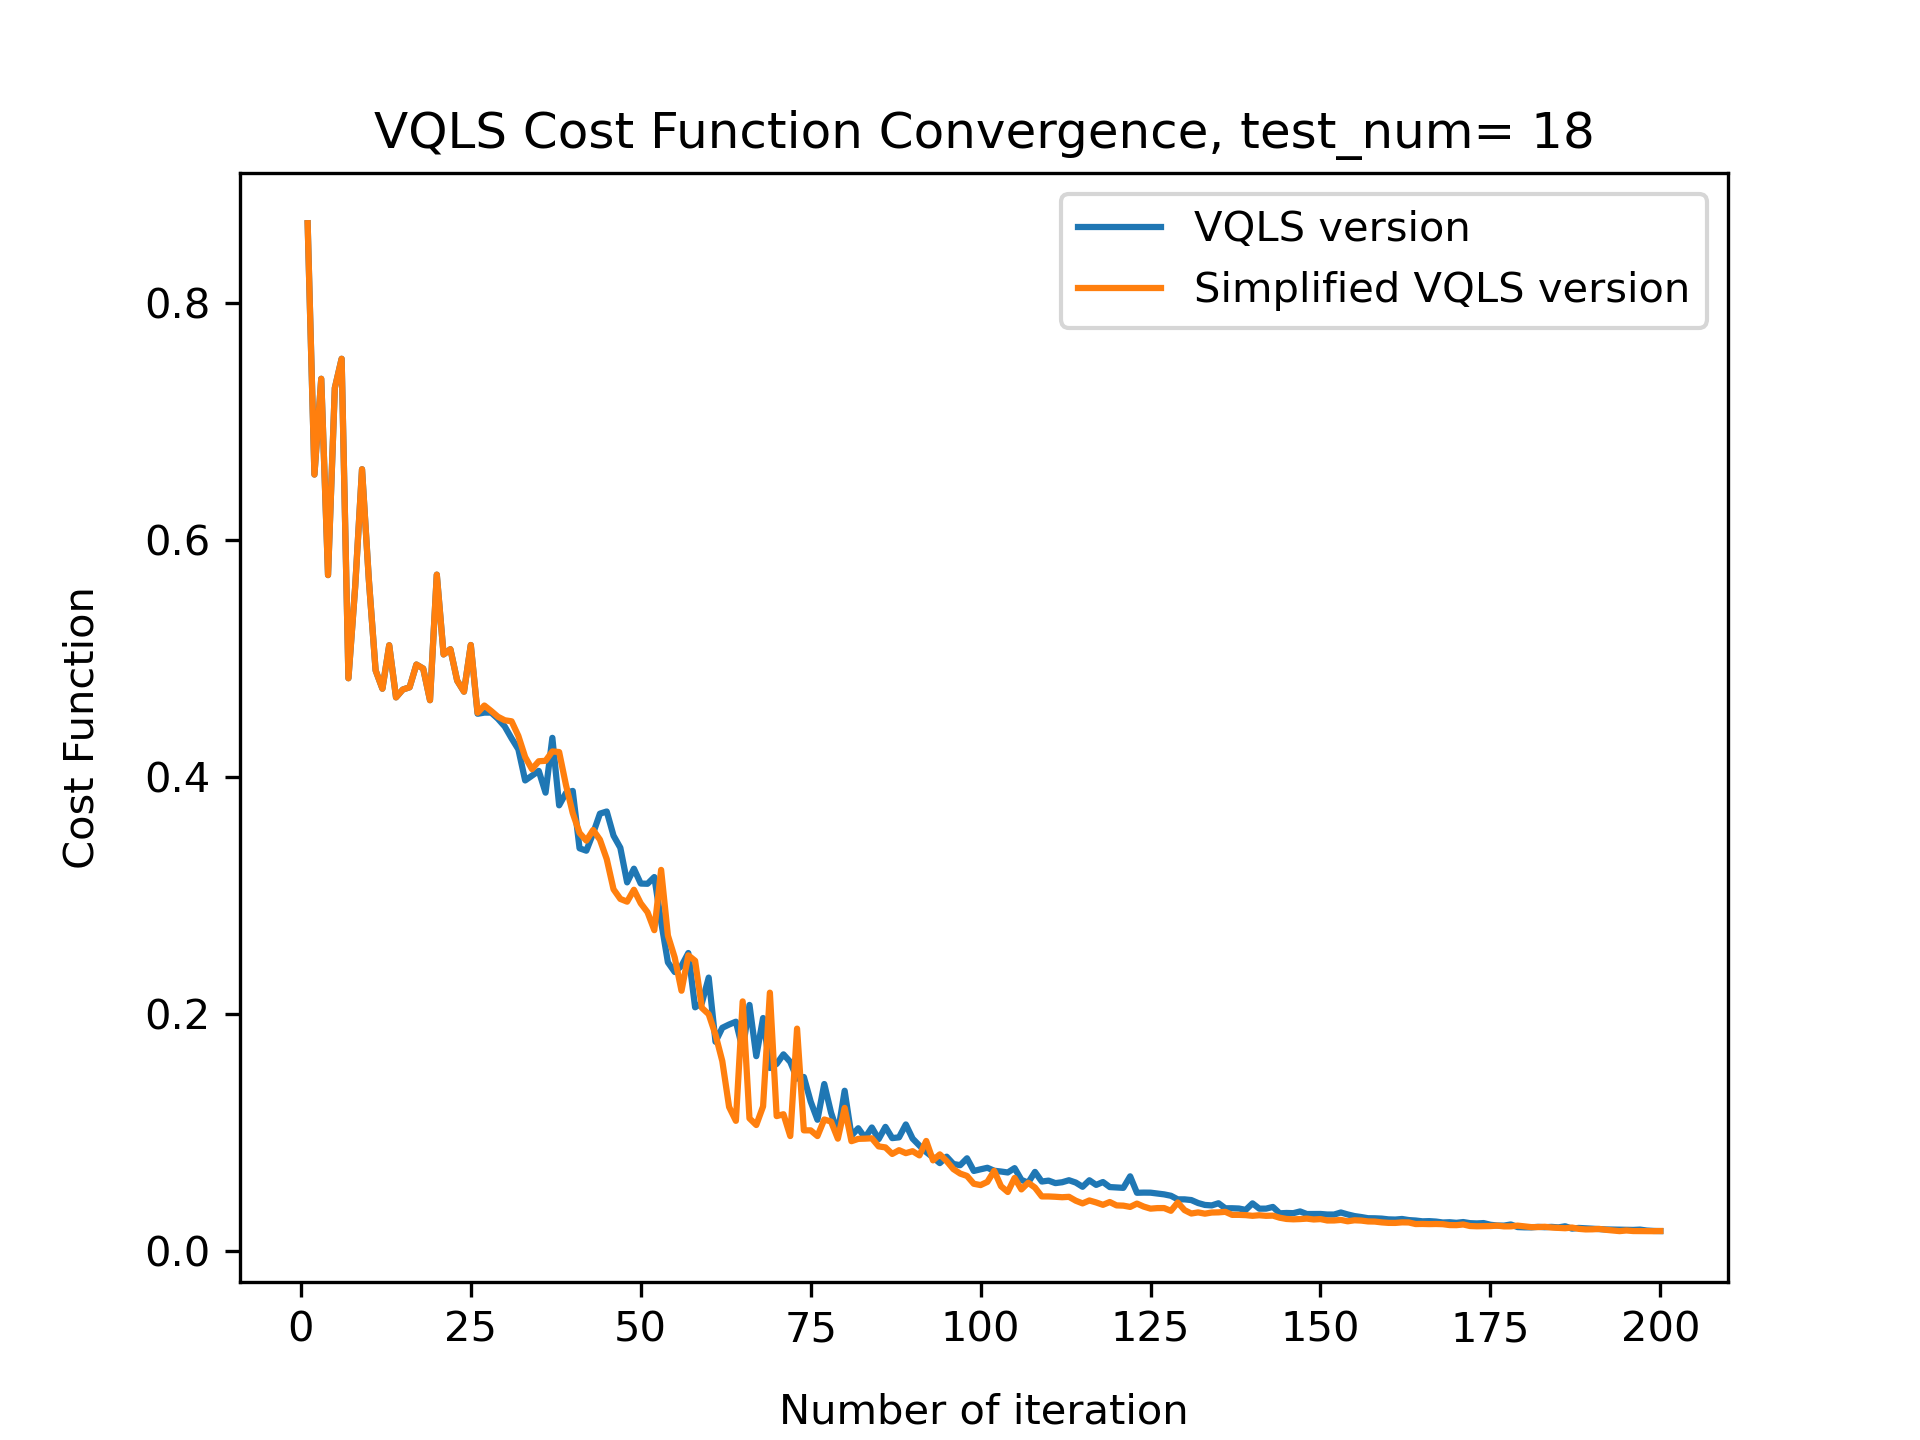 VQLS Cost Function Convergence, test_num= 18
VQLS version
Simplified VQLS version
0.8
0.6
0.4
0.2
0.0
Cost Function
0 25 50 75 100 125 150 175 200
Number of iteration